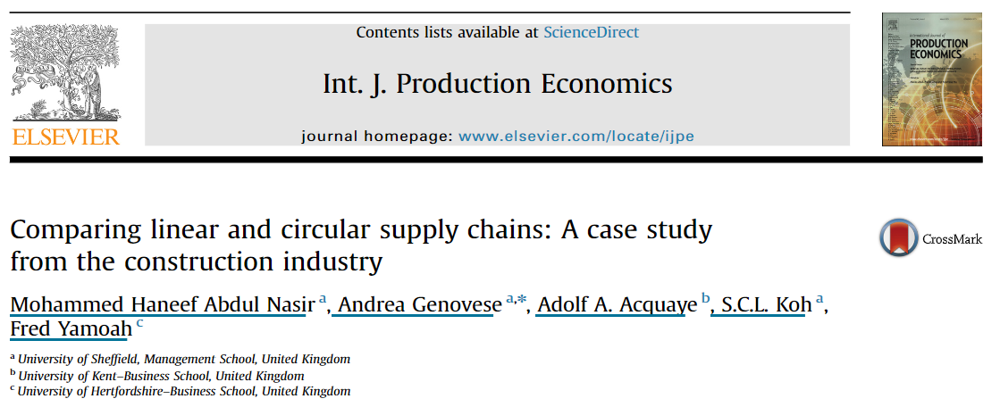 Contents lists available at ScienceDirect
Int. J. Production Economics
journal homepage: www.elsevier.com/locate/ijpe
ELSEVIER
PRODUCTION
ECONOMICS
Comparing linear and circular supply chains: A case study
from the construction industry
CrossMark
Mohammed Haneef Abdul Nasir a, Andrea Genovese a,*, Adolf A. Acquaye b, S.C.L. Koh a,
Fred Yamoah c
a University of Sheffield, Management School, United Kingdom
b University of Kent–Business School, United Kingdom
c University of Hertfordshire–Business School, United Kingdom